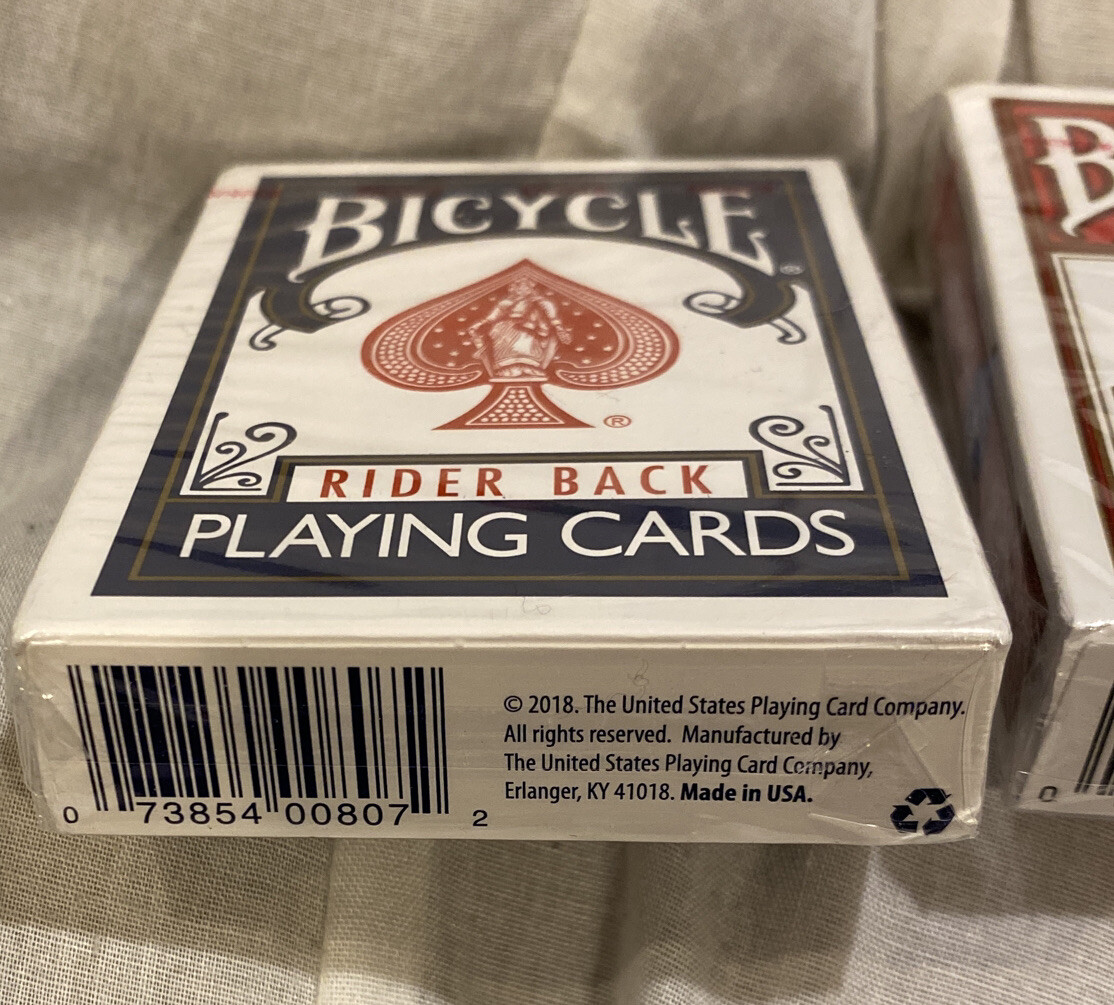 BICYCLE®
®
RIDER BACK
PLAYING CARDS
© 2018. The United States Playing Card Company.
All rights reserved. Manufactured by
The United States Playing Card Company,
Erlanger, KY 41018. Made in USA.
0 73854 00807 2
B
0